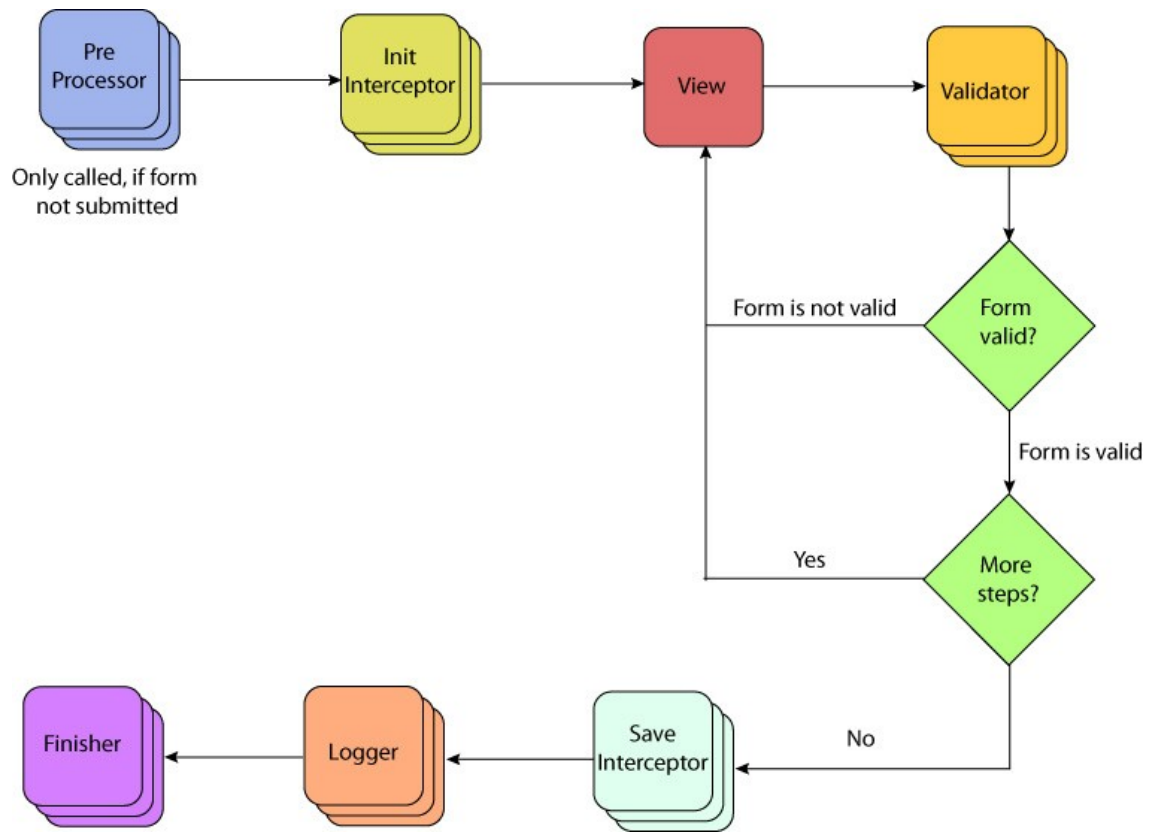 Pre
Processor
Init
Interceptor
View
Validator
Only called, if form
not submitted
Form is not valid
Form
valid?
Form is valid
Yes
More
steps?
Finisher
Logger
Save
Interceptor
No